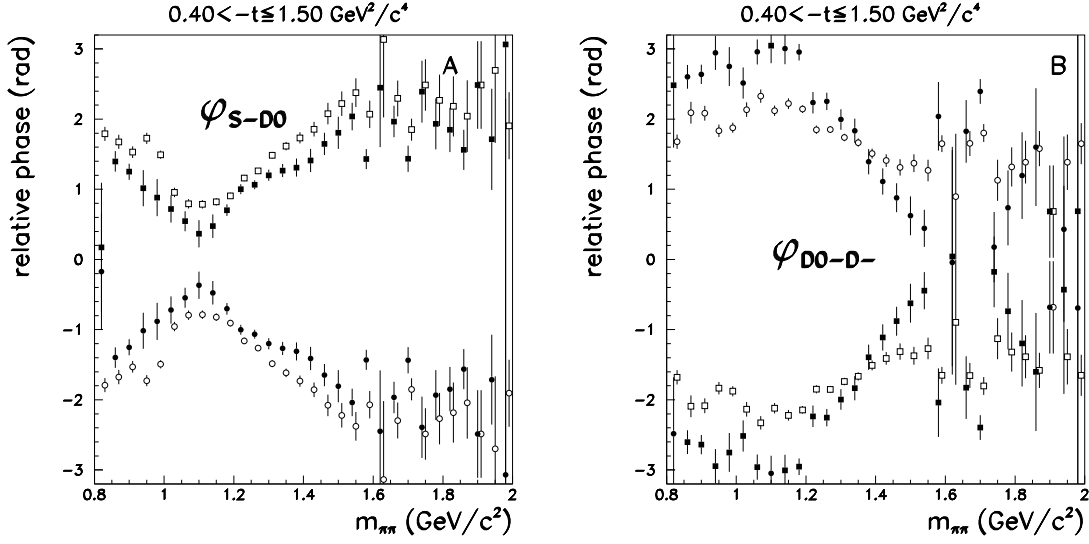 0.40<-t≤1.50 GeV²/c⁴
relative phase (rad)
3
2
1
0
-1
-2
-3
A
φS-D0
0.8 1 1.2 1.4 1.6 1.8 2
mππ (GeV/c²)
0.40<-t≤1.50 GeV²/c⁴
relative phase (rad)
3
2
1
0
-1
-2
-3
B
φD0-D-
0.8 1 1.2 1.4 1.6 1.8 2
mππ (GeV/c²)